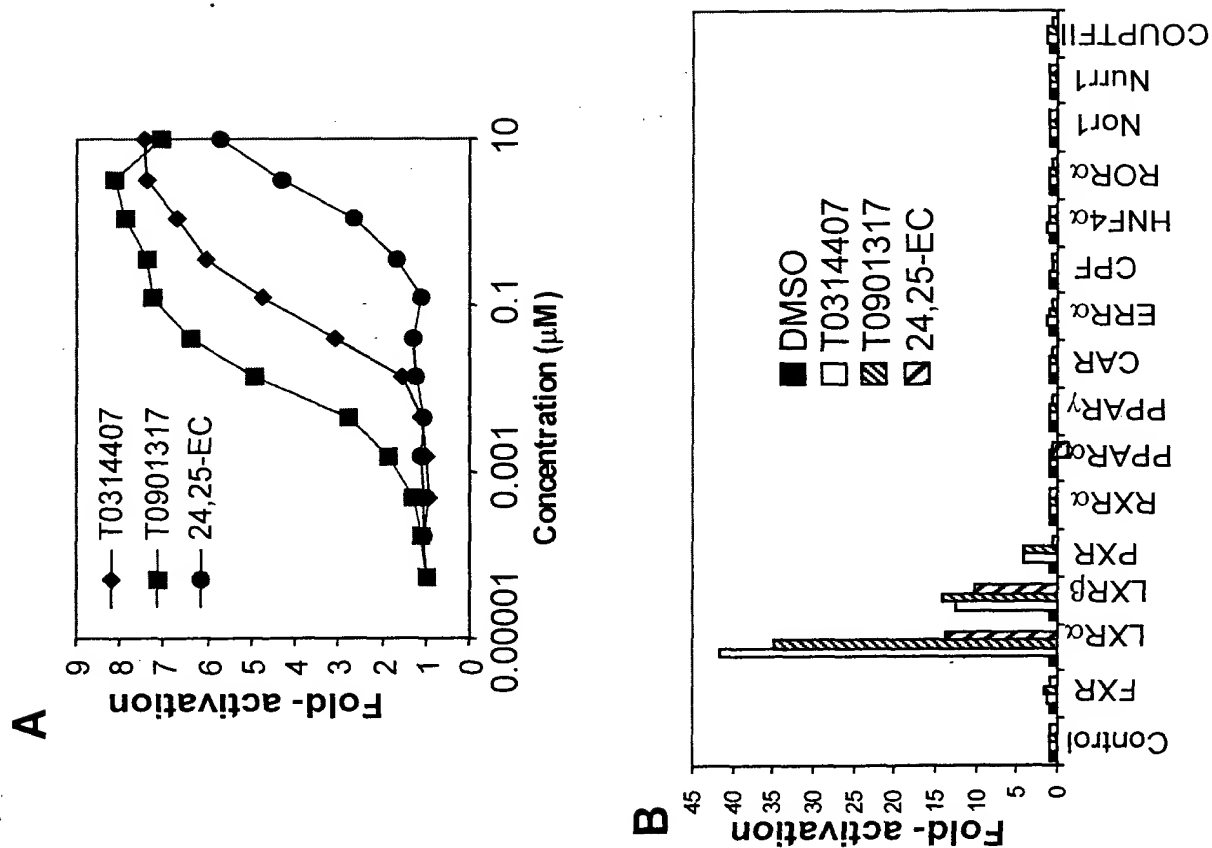 A
Fold- activation
9
8
7
6
5
4
3
2
1
0
T0314407
T0901317
24,25-EC
0.00001
0.001
0.1
10
Concentration (μM)
B
Fold- activation
45
40
35
30
25
20
15
10
5
0
DMSO
T0314407
T0901317
24,25-EC
Control
FXR
LXRα
LXRβ
PXR
RXRα
PPARα
PPARγ
CAR
ERRα
CPF
HNF4α
RORα
Nor1
Nurr1
COUPTFII